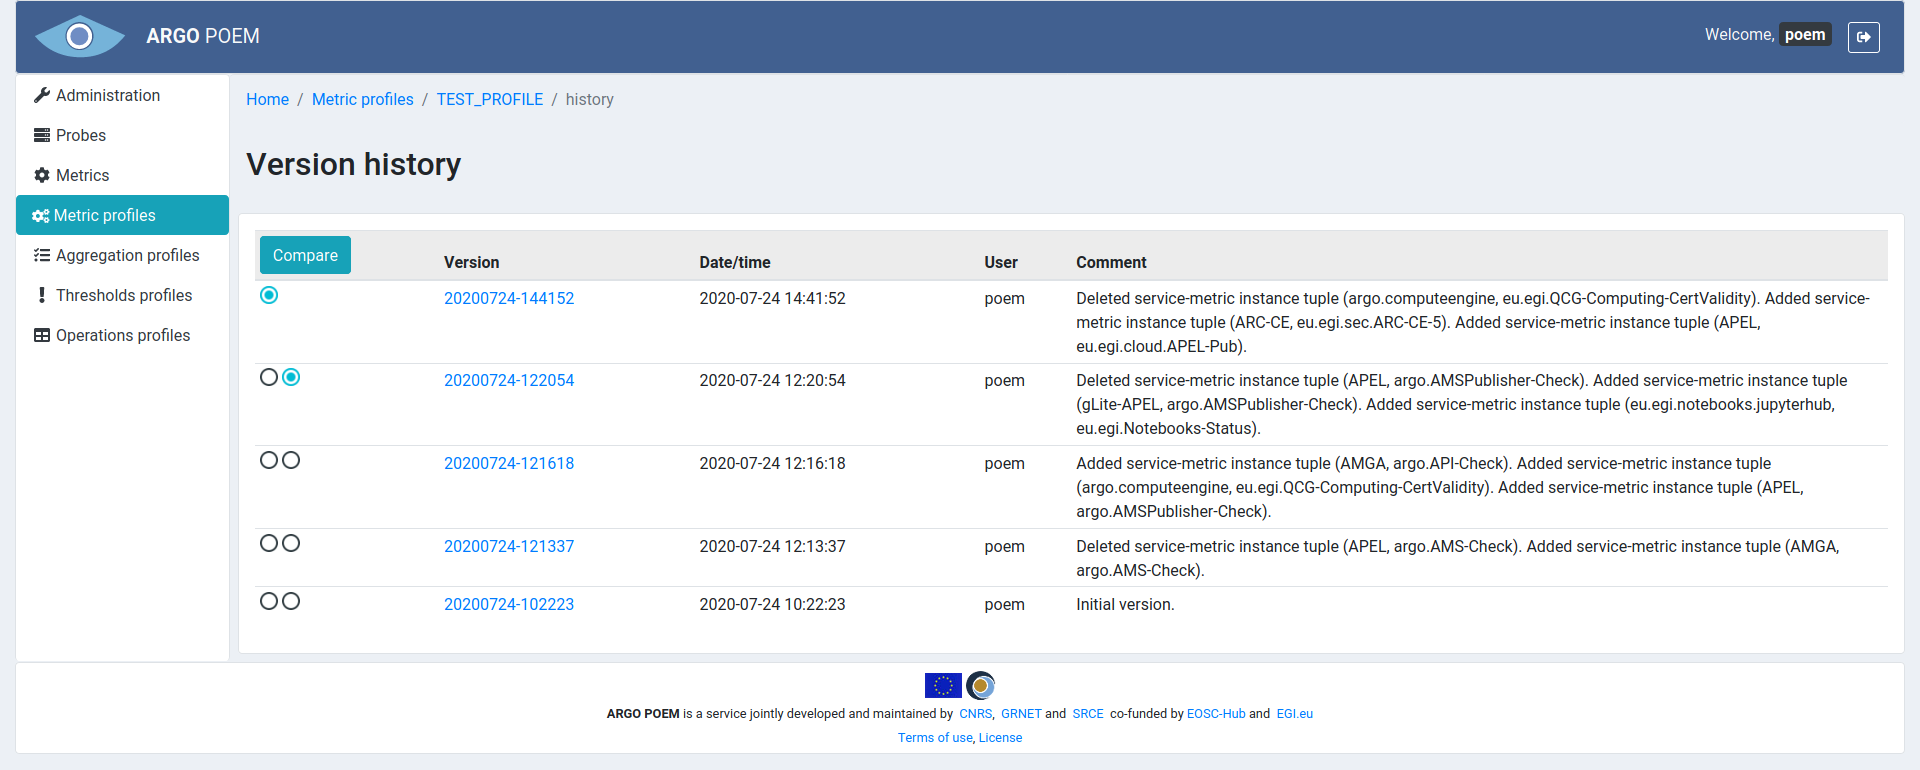 ARGO POEM
Welcome, poem
Administration
Probes
Metrics
Metric profiles
Aggregation profiles
Thresholds profiles
Operations profiles
Home / Metric profiles / TEST_PROFILE / history
Version history
Compare Version Date/time User Comment
20200724-144152 2020-07-24 14:41:52 poem Deleted service-metric instance tuple (argo.computeengine, eu.egi.QCG-Computing-CertValidity). Added service-
metric instance tuple (ARC-CE, eu.egi.sec.ARC-CE-5). Added service-metric instance tuple (APEL,
eu.egi.cloud.APEL-Pub).
20200724-122054 2020-07-24 12:20:54 poem Deleted service-metric instance tuple (APEL, argo.AMSPublisher-Check). Added service-metric instance tuple
(gLite-APEL, argo.AMSPublisher-Check). Added service-metric instance tuple (eu.egi.notebooks.jupyterhub,
eu.egi.Notebooks-Status).
20200724-121618 2020-07-24 12:16:18 poem Added service-metric instance tuple (AMGA, argo.API-Check). Added service-metric instance tuple
(argo.computeengine, eu.egi.QCG-Computing-CertValidity). Added service-metric instance tuple (APEL,
argo.AMSPublisher-Check).
20200724-121337 2020-07-24 12:13:37 poem Deleted service-metric instance tuple (APEL, argo.AMS-Check). Added service-metric instance tuple (AMGA,
argo.AMS-Check).
20200724-102223 2020-07-24 10:22:23 poem Initial version.
ARGO POEM is a service jointly developed and maintained by CNRS, GRNET and SRCE co-funded by EOSC-Hub and EGI.eu
Terms of use, License